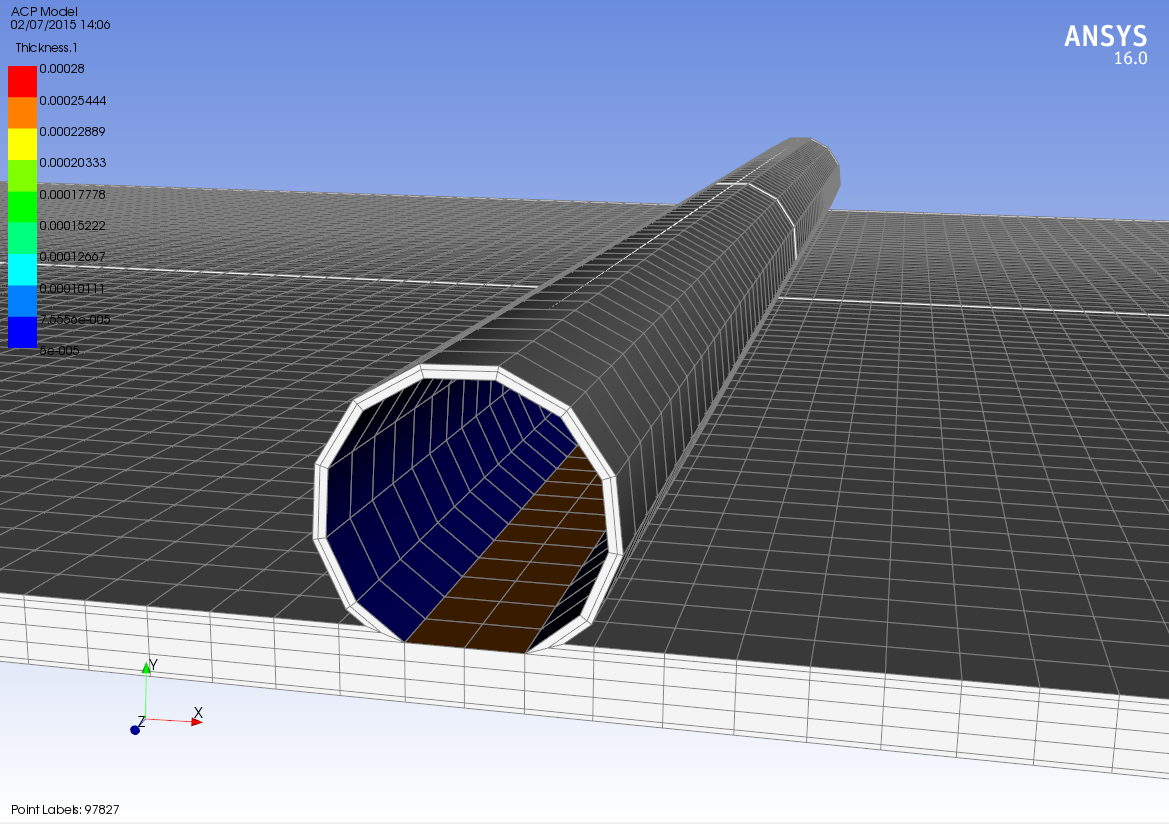 ACP Model
02/07/2015 14:06
Thickness.1
0.00028
0.00025444
0.00022889
0.00020333
0.00017778
0.00015222
0.00012667
0.00010111
7.5556e-005
5e-005
ANSYS
16.0
Y
X
Z
Point Labels: 97827